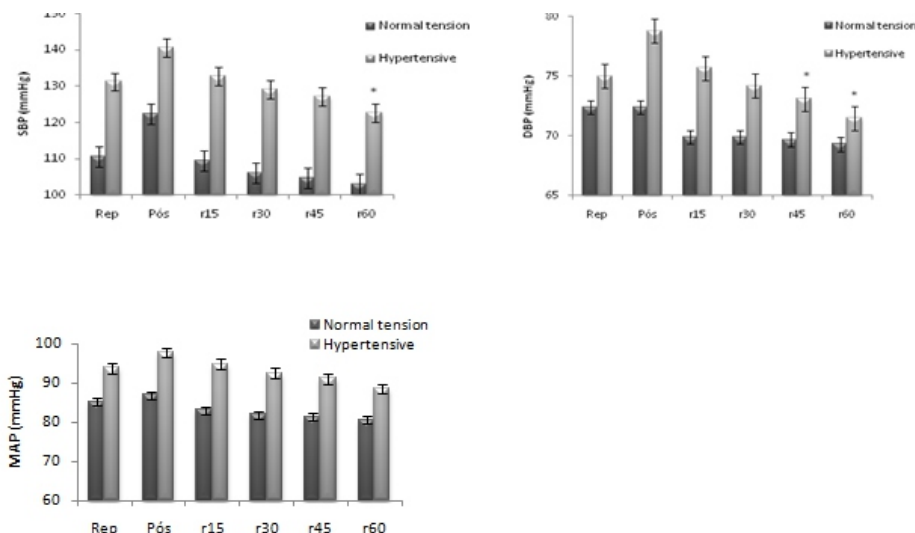 150
140
130
120
110
100
SBP (mmHg)
Normal tension
Hypertensive
*
Rep Pós r15 r30 r45 r60
80
75
70
65
DBP (mmHg)
Normal tension
Hypertensive
* *
Rep Pós r15 r30 r45 r60
100
90
80
70
60
MAP (mmHg)
Normal tension
Hypertensive
Rep Pós r15 r30 r45 r60